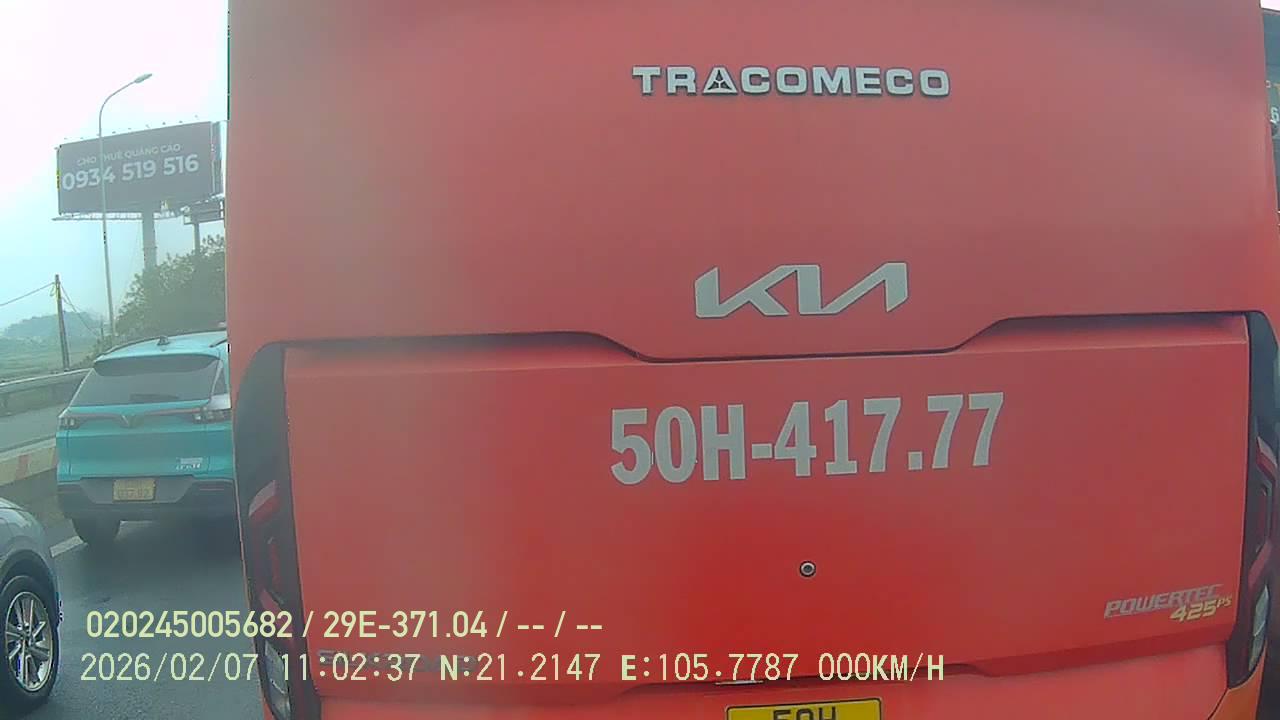 TRACOMECO
CHO THUÊ QUẢNG CÁO
0934 519 516
KIA
50H-417.77
POWERTEC
425PS
020245005682 / 29E-371.04 / -- / --
2026/02/07 11:02:37 N:21.2147 E:105.7787 000KM/H
50H